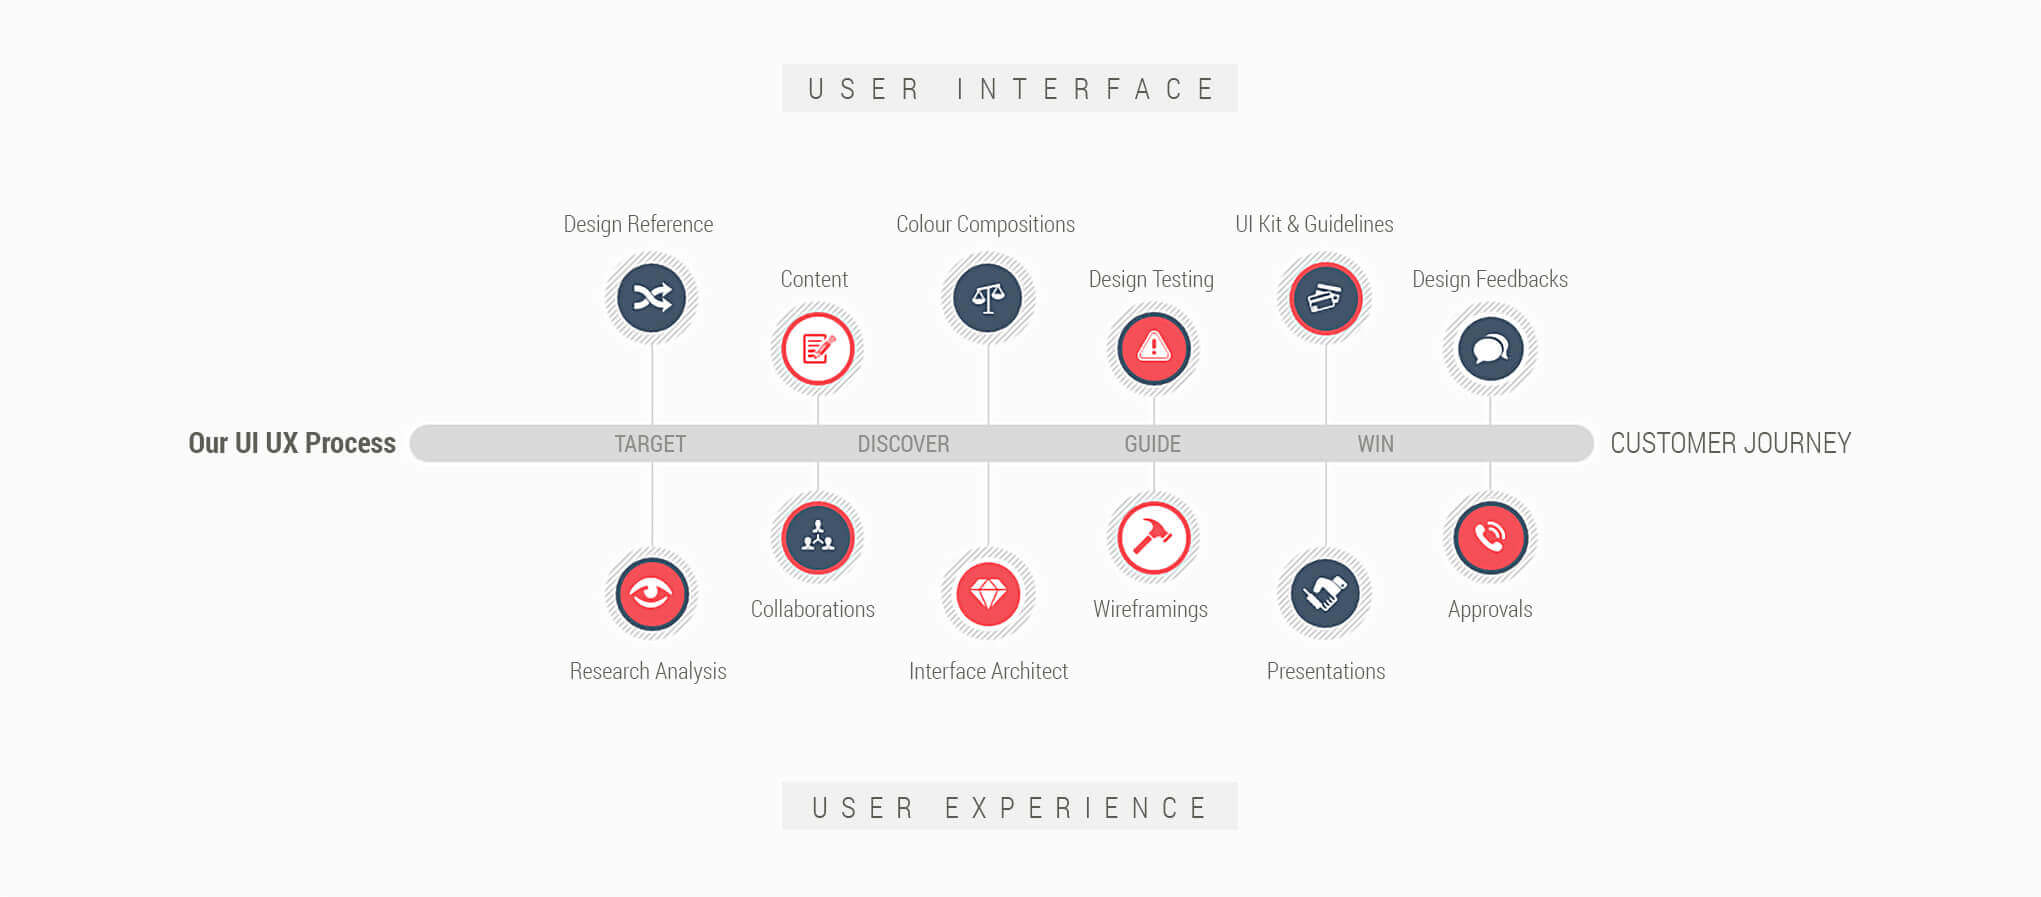 USER INTERFACE
Design Reference
Colour Compositions
UI Kit & Guidelines
Content
Design Testing
Design Feedbacks
Our UI UX Process
TARGET
DISCOVER
GUIDE
WIN
CUSTOMER JOURNEY
Collaborations
Wireframings
Approvals
Research Analysis
Interface Architect
Presentations
USER EXPERIENCE